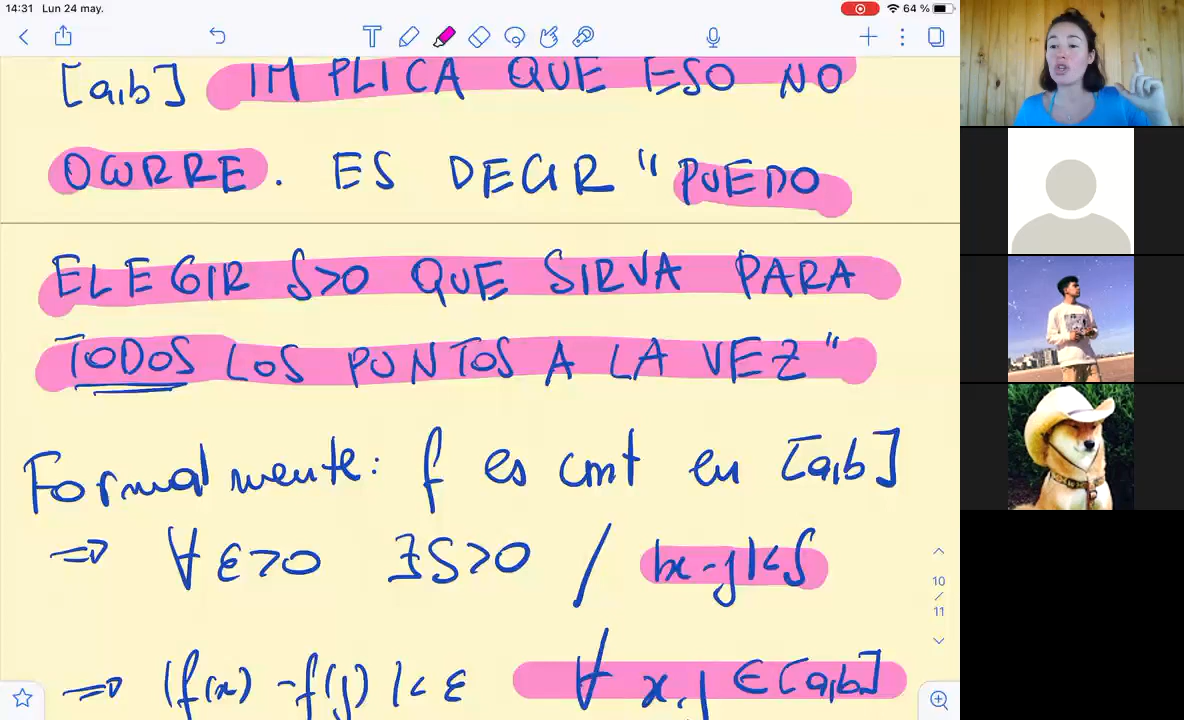 14:31 Lun 24 may. 64 %
[a,b] IMPLICA QUE ESO NO
OCURRE. ES DECIR "PUEDO
ELEGIR δ>0 QUE SIRVA PARA
TODOS LOS PUNTOS A LA VEZ"
Formalmente: f es cont en [a,b]
⇒ ∀ ε>0 ∃δ>0 / |x-y|<δ
⇒ |f(x)-f(y)|<ε ∀ x,y ∈[a,b]
10
/
11